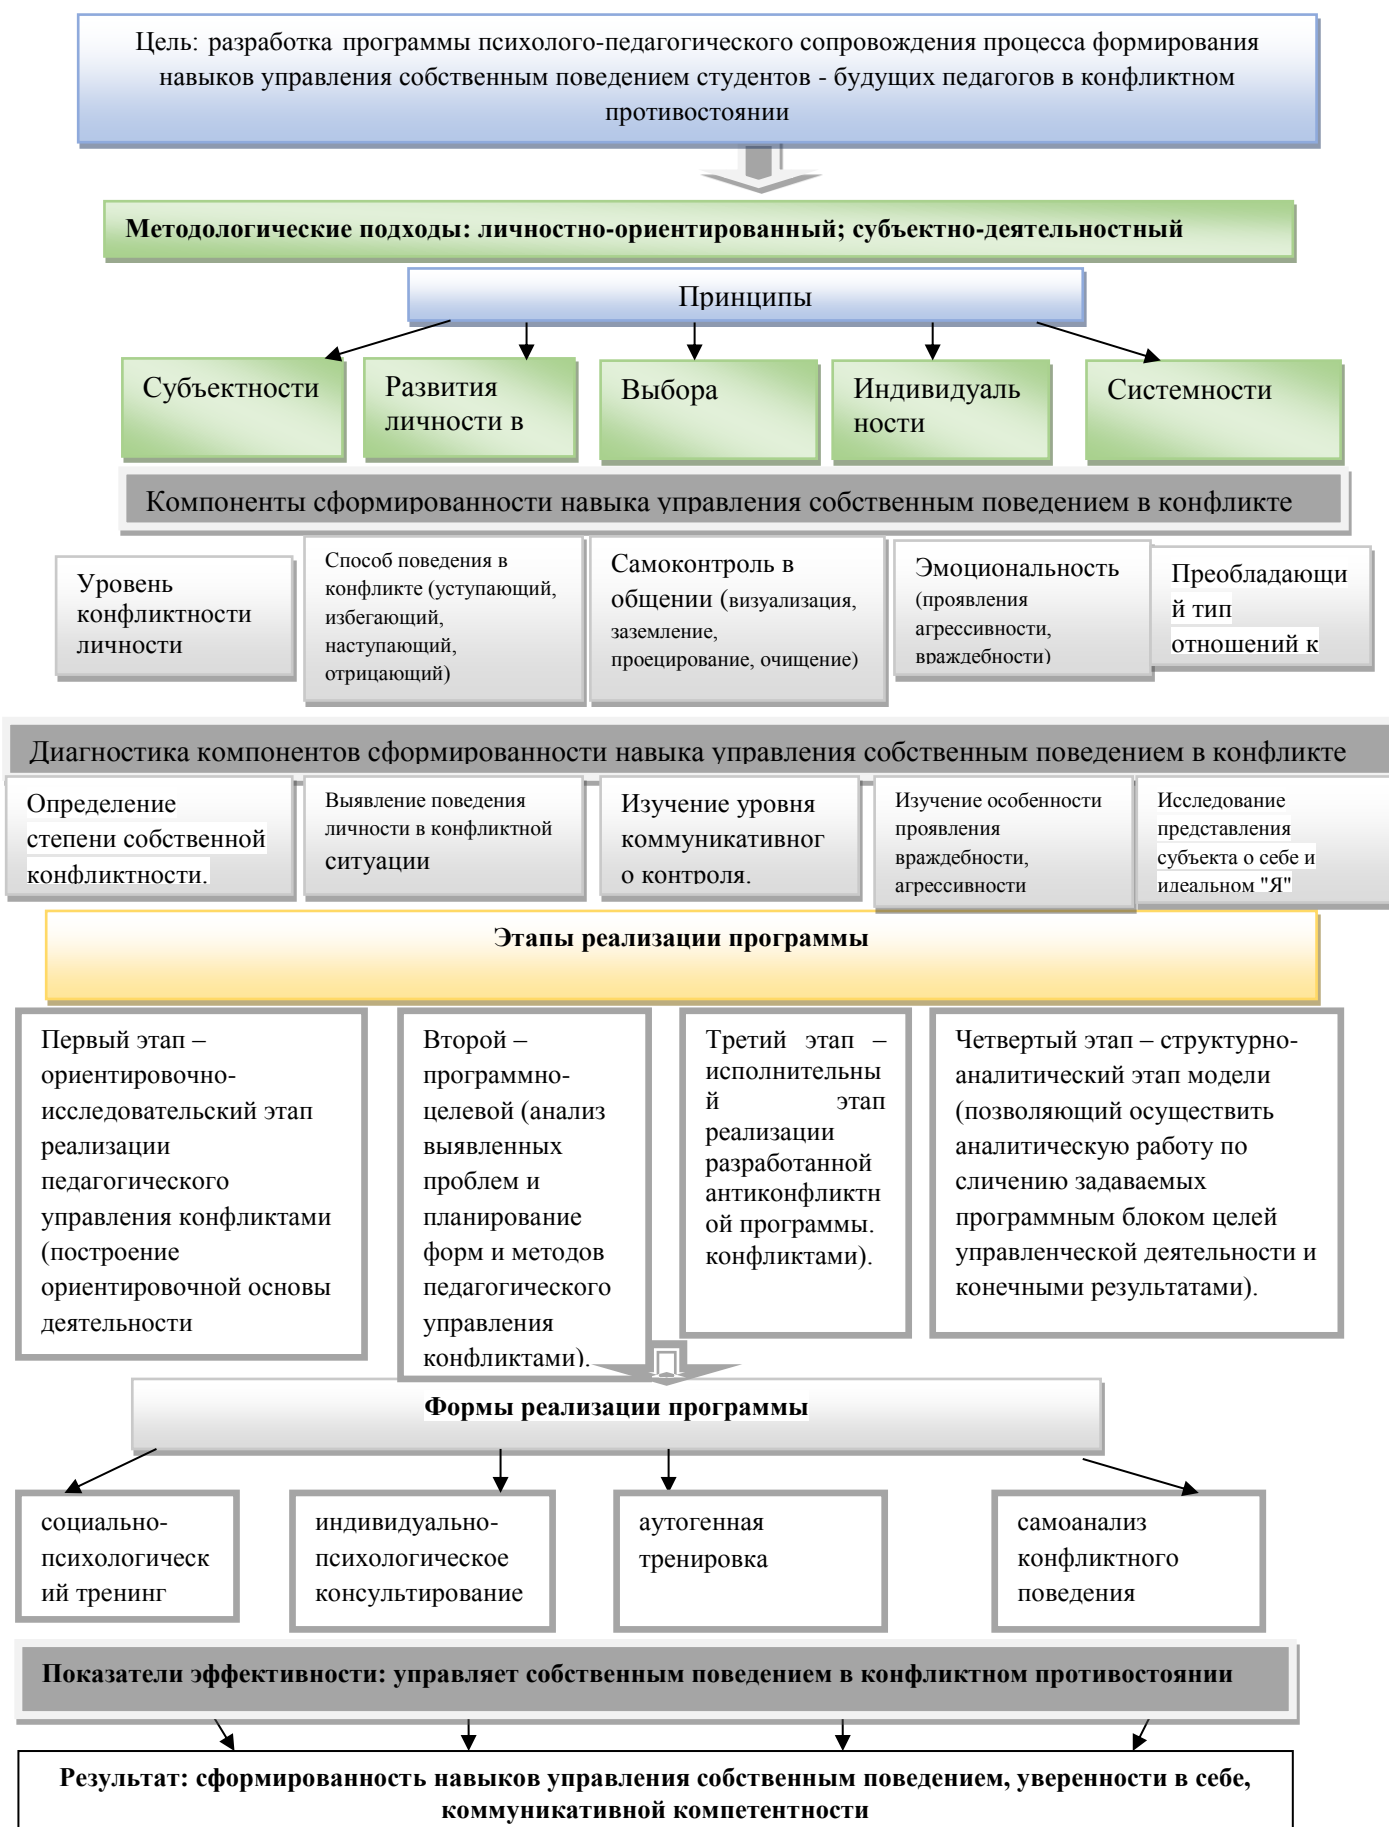 Цель: разработка программы психолого-педагогического сопровождения процесса формирования
навыков управления собственным поведением студентов - будущих педагогов в конфликтном
противостоянии
Методологические подходы: личностно-ориентированный; субъектно-деятельностный
Принципы
Субъектности
Развития
личности в
Выбора
Индивидуаль
ности
Системности
Компоненты сформированности навыка управления собственным поведением в конфликте
Уровень
конфликтности
личности
Способ поведения в
конфликте (уступающий,
избегающий,
наступающий,
отрицающий)
Самоконтроль в
общении (визуализация,
заземление,
проецирование, очищение)
Эмоциональность
(проявления
агрессивности,
враждебности)
Преобладающи
й тип
отношений к
Диагностика компонентов сформированности навыка управления собственным поведением в конфликте
Определение
степени собственной
конфликтности.
Выявление поведения
личности в конфликтной
ситуации
Изучение уровня
коммуникативног
о контроля.
Изучение особенности
проявления
враждебности,
агрессивности
Исследование
представления
субъекта о себе и
идеальном "Я"
Этапы реализации программы
Первый этап –
ориентировочно-
исследовательский этап
реализации
педагогического
управления конфликтами
(построение
ориентировочной основы
деятельности
Второй –
программно-
целевой (анализ
выявленных
проблем и
планирование
форм и методов
педагогического
управления
конфликтами).
Третий этап –
исполнительны
й этап
реализации
разработанной
антиконфликтн
ой программы.
конфликтами).
Четвертый этап – структурно-
аналитический этап модели
(позволяющий осуществить
аналитическую работу по
сличению задаваемых
программным блоком целей
управленческой деятельности и
конечными результатами).
Формы реализации программы
социально-
психологическ
ий тренинг
индивидуально-
психологическое
консультирование
аутогенная
тренировка
самоанализ
конфликтного
поведения
Показатели эффективности: управляет собственным поведением в конфликтном противостоянии
Результат: сформированность навыков управления собственным поведением, уверенности в себе,
коммуникативной компетентности